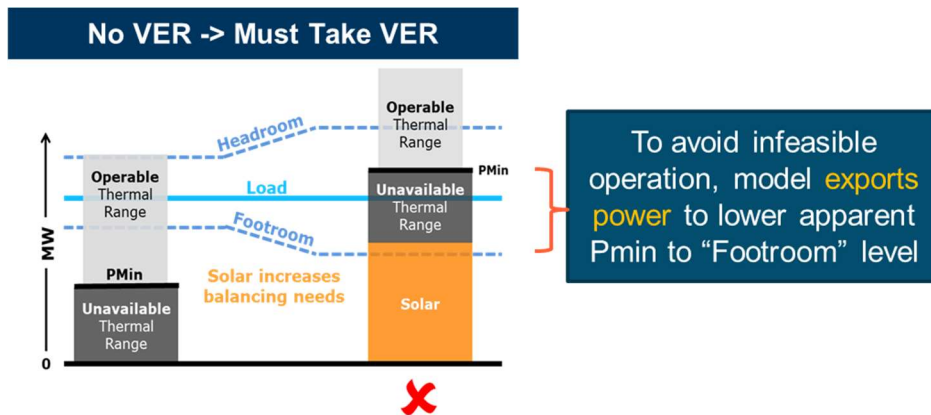 No VER -> Must Take VER
MW
0
Operable
Thermal
Range
PMin
Unavailable
Thermal
Range
Headroom
Load
Footroom
Solar increases
balancing needs
Operable
Thermal
Range
PMin
Unavailable
Thermal
Range
Solar
To avoid infeasible
operation, model exports
power to lower apparent
Pmin to “Footroom” level